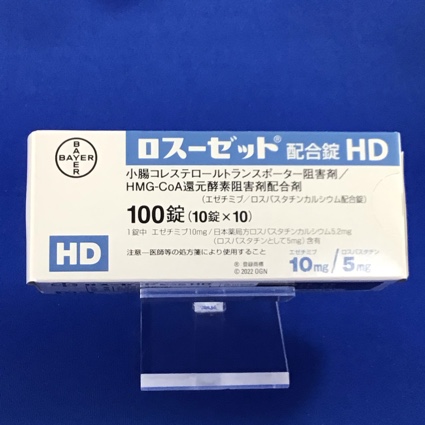 BAYER
BAYER
ロスーゼット® 配合錠 HD
小腸コレステロールトランスポーター阻害剤/
HMG-CoA還元酵素阻害剤配合剤
(エゼチミブ/ロスバスタチンカルシウム配合錠)
100錠 (10錠×10)
1錠中 エゼチミブ10mg/日本薬局方ロスバスタチンカルシウム5.2mg
(ロスバスタチンとして5mg) 含有
注意-医師等の処方箋により使用すること
HD
® 登録商標
© 2022 OGN
エゼチミブ ロスバスタチン
10mg/5mg